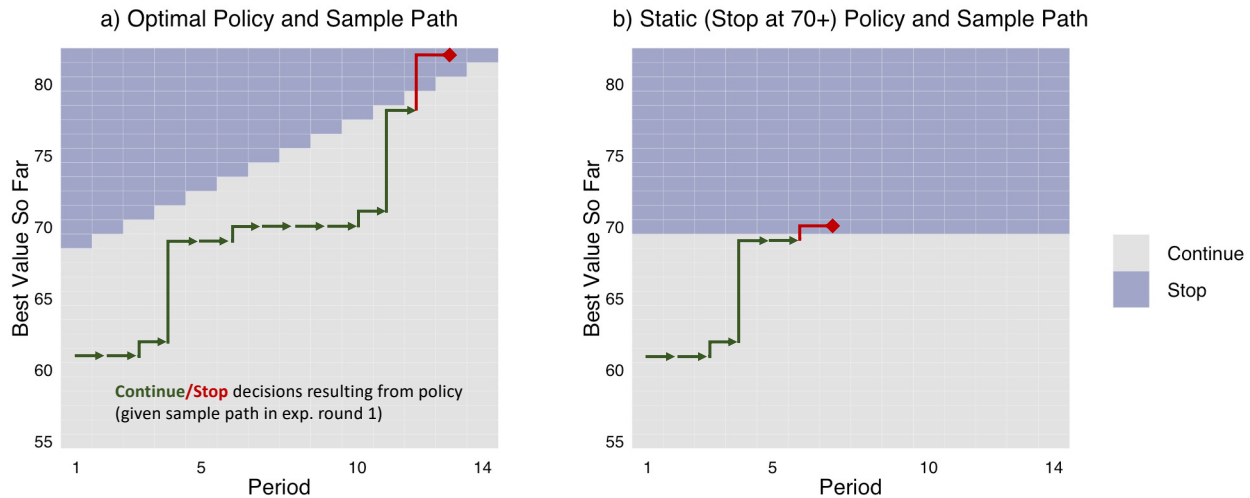 a) Optimal Policy and Sample Path
Best Value So Far
80
75
70
65
60
55
Continue/Stop decisions resulting from policy
(given sample path in exp. round 1)
1
5
10
14
Period
b) Static (Stop at 70+) Policy and Sample Path
Best Value So Far
80
75
70
65
60
55
1
5
10
14
Period
Continue
Stop